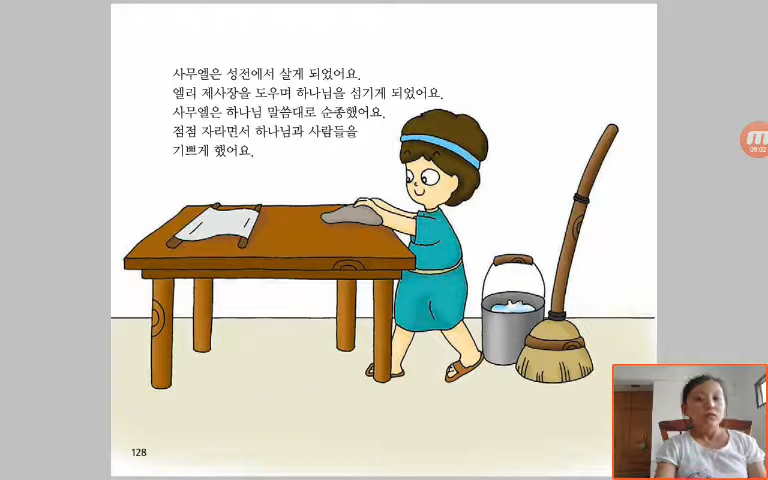 사무엘은 성전에서 살게 되었어요.
엘리 제사장을 도우며 하나님을 섬기게 되었어요.
사무엘은 하나님 말씀대로 순종했어요.
점점 자라면서 하나님과 사람들을
기쁘게 했어요.
128
09:02